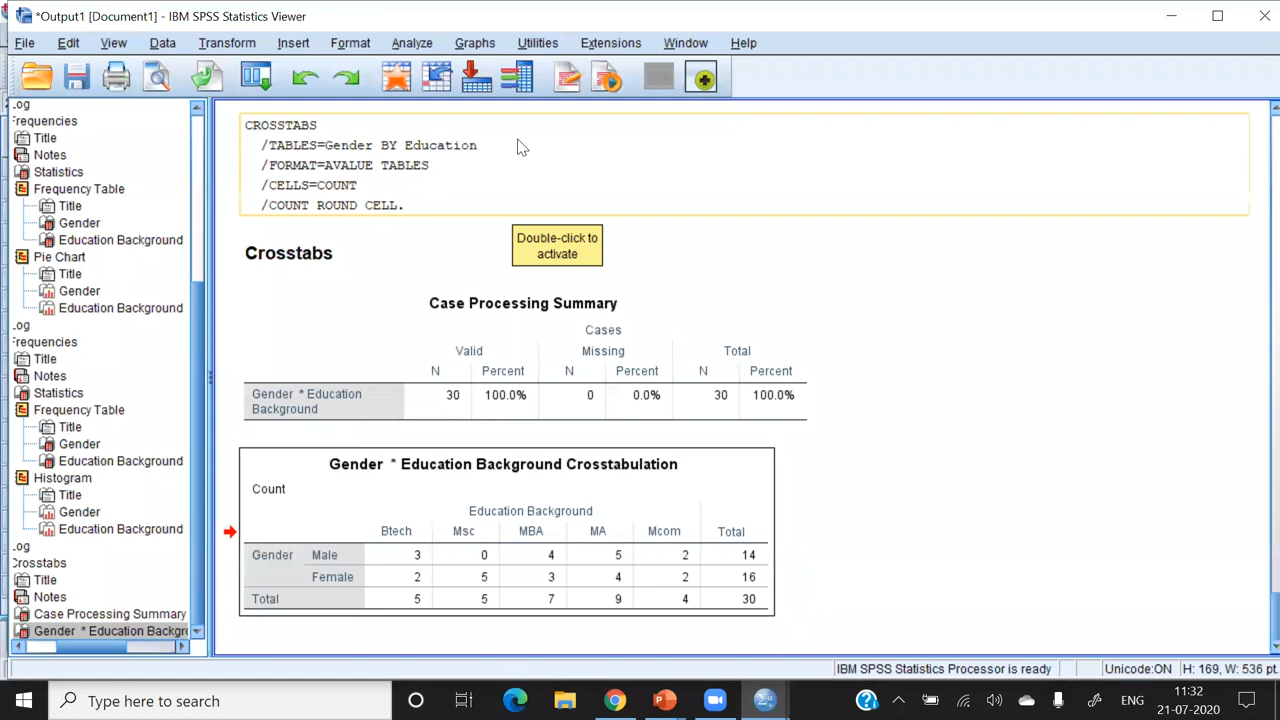 *Output1 [Document1] - IBM SPSS Statistics Viewer
File Edit View Data Transform Insert Format Analyze Graphs Utilities Extensions Window Help
.og
Frequencies
Title
Notes
Statistics
Frequency Table
Title
Gender
Education Background
Pie Chart
Title
Gender
Education Background
.og
Frequencies
Title
Notes
Statistics
Frequency Table
Title
Gender
Education Background
Histogram
Title
Gender
Education Background
.og
Crosstabs
Title
Notes
Case Processing Summary
Gender * Education Backgr
CROSSTABS
/TABLES=Gender BY Education
/FORMAT=AVALUE TABLES
/CELLS=COUNT
/COUNT ROUND CELL.
Double-click to
activate
Crosstabs
Case Processing Summary
Cases
Valid Missing Total
N Percent N Percent N Percent
Gender * Education
Background
30 100.0% 0 0.0% 30 100.0%
Gender * Education Background Crosstabulation
Count
Education Background
Btech Msc MBA MA Mcom Total
Gender Male 3 0 4 5 2 14
Female 2 5 3 4 2 16
Total 5 5 7 9 4 30
IBM SPSS Statistics Processor is ready Unicode:ON H: 169, W: 536 pt.
Type here to search
ENG
11:32
21-07-2020